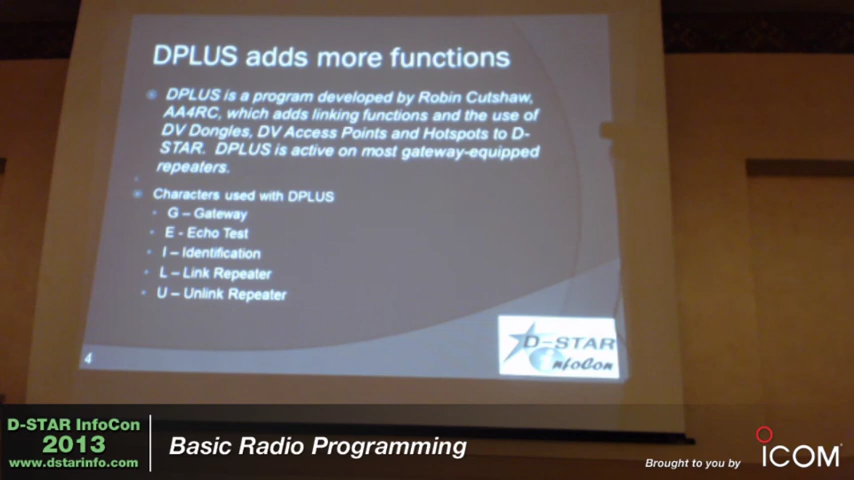 DPLUS adds more functions
DPLUS is a program developed by Robin Cutshaw,
AA4RC, which adds linking functions and the use of
DV Dongles, DV Access Points and Hotspots to D-
STAR. DPLUS is active on most gateway-equipped
repeaters.
Characters used with DPLUS
G – Gateway
E - Echo Test
I – Identification
L – Link Repeater
U – Unlink Repeater
4
D-STAR
InfoCon
D-STAR InfoCon
2013
www.dstarinfo.com
Basic Radio Programming
Brought to you by
ICOM